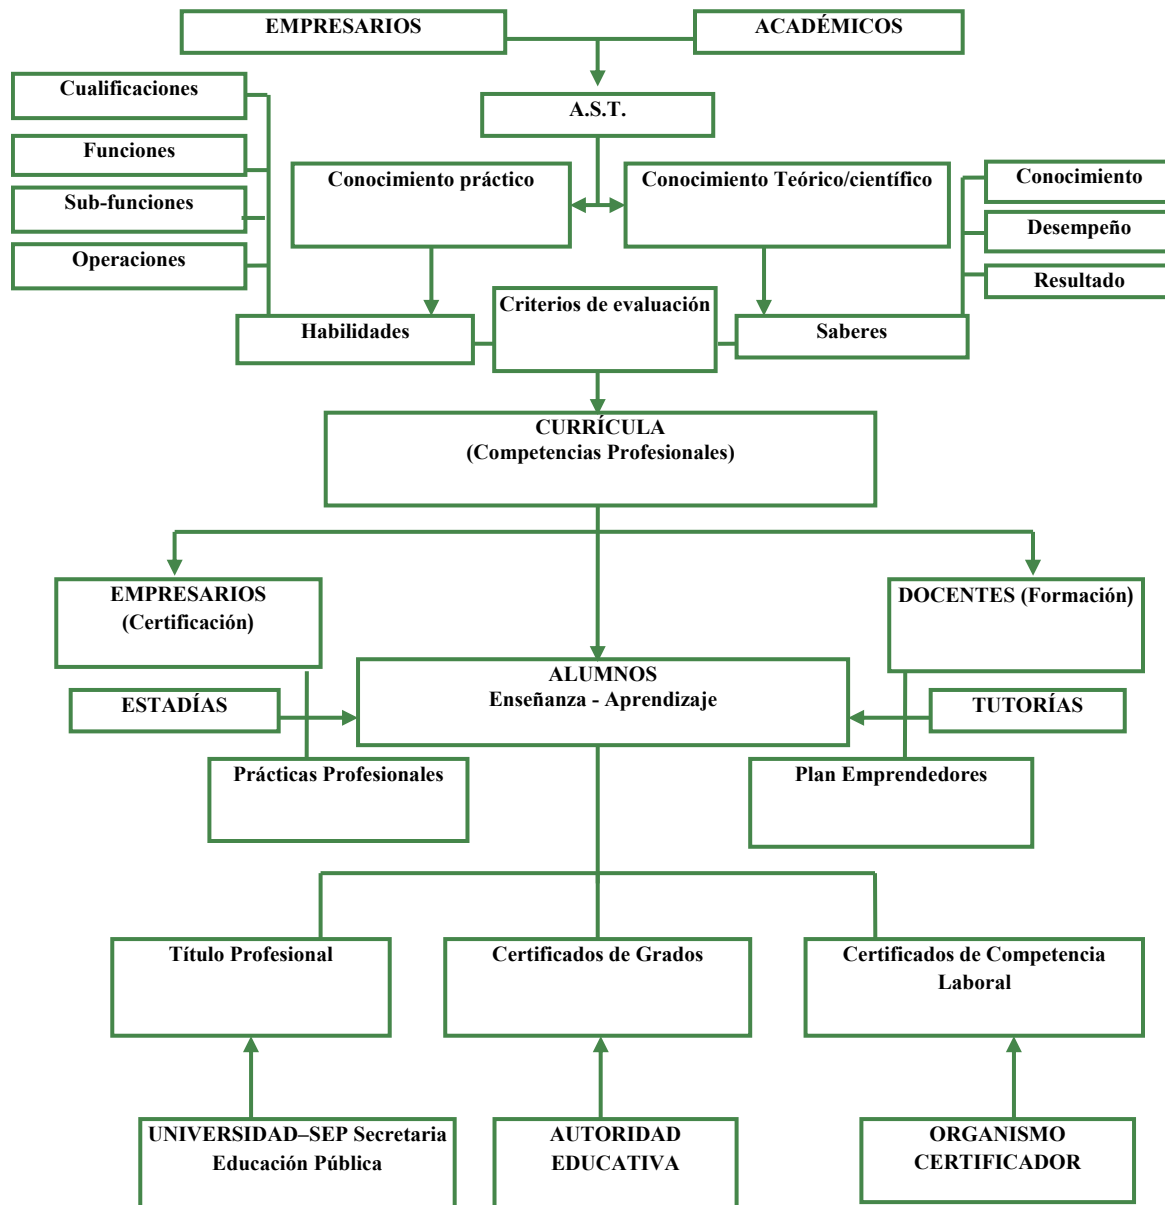 EMPRESARIOS
ACADÉMICOS
Cualificaciones
A.S.T.
Funciones
Sub-funciones
Operaciones
Conocimiento práctico
Conocimiento Teórico/científico
Conocimiento
Desempeño
Resultado
Habilidades
Criterios de evaluación
Saberes
CURRÍCULA
(Competencias Profesionales)
EMPRESARIOS
(Certificación)
DOCENTES (Formación)
ALUMNOS
Enseñanza - Aprendizaje
ESTADÍAS
TUTORÍAS
Prácticas Profesionales
Plan Emprendedores
Título Profesional
Certificados de Grados
Certificados de Competencia
Laboral
UNIVERSIDAD–SEP Secretaria
Educación Pública
AUTORIDAD
EDUCATIVA
ORGANISMO
CERTIFICADOR